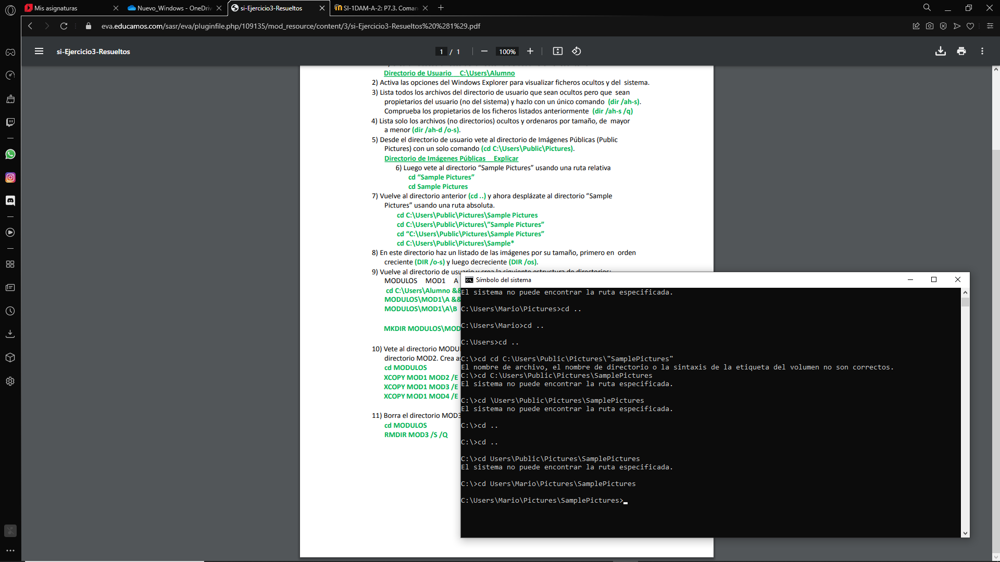 Mis asignaturas
Nuevo_Windows - OneDriv
si-Ejercicio3-Resueltos
SI-1DAM-A-2: P7.3. Coman
eva.educamos.com/sasr/eva/pluginfile.php/109135/mod_resource/content/3/si-Ejercicio3-Resueltos%20%281%29.pdf
si-Ejercicio3-Resueltos
1 / 1
100%
Directorio de Usuario C:\Users\Alumno
2) Activa las opciones del Windows Explorer para visualizar ficheros ocultos y del sistema.
3) Lista todos los archivos del directorio de usuario que sean ocultos pero que sean
propietarios del usuario (no del sistema) y hazlo con un único comando (dir /ah-s).
Comprueba los propietarios de los ficheros listados anteriormente (dir /ah-s /q)
4) Lista solo los archivos (no directorios) ocultos y ordenaros por tamaño, de mayor
a menor (dir /ah-d /o-s).
5) Desde el directorio de usuario vete al directorio de Imágenes Públicas (Public
Pictures) con un solo comando (cd C:\Users\Public\Pictures).
Directorio de Imágenes Públicas Explicar
6) Luego vete al directorio “Sample Pictures” usando una ruta relativa
cd “Sample Pictures”
cd Sample Pictures
7) Vuelve al directorio anterior (cd ..) y ahora desplázate al directorio “Sample
Pictures” usando una ruta absoluta.
cd C:\Users\Public\Pictures\Sample Pictures
cd C:\Users\Public\Pictures\”Sample Pictures”
cd “C:\Users\Public\Pictures\Sample Pictures”
cd C:\Users\Public\Pictures\Sample*
8) En este directorio haz un listado de las imágenes por su tamaño, primero en orden
creciente (DIR /o-s) y luego decreciente (DIR /os).
9) Vuelve al directorio de usuario y crea la siguiente estructura de directorios:
MODULOS MOD1 A
cd C:\Users\Alumno &&
MODULOS\MOD1\A &&
MODULOS\MOD1\A\B
MKDIR MODULOS\MOD
10) Vete al directorio MODUL
directorio MOD2. Crea as
cd MODULOS
XCOPY MOD1 MOD2 /E
XCOPY MOD1 MOD3 /E
XCOPY MOD1 MOD4 /E
11) Borra el directorio MOD3
cd MODULOS
RMDIR MOD3 /S /Q
Símbolo del sistema
El sistema no puede encontrar la ruta especificada.
C:\Users\Mario\Pictures>cd ..
C:\Users\Mario>cd ..
C:\Users>cd ..
C:\>cd cd C:\Users\Public\Pictures\"SamplePictures"
El nombre de archivo, el nombre de directorio o la sintaxis de la etiqueta del volumen no son correctos.
C:\>cd C:\Users\Public\Pictures\SamplePictures
El sistema no puede encontrar la ruta especificada.
C:\>cd \Users\Public\Pictures\SamplePictures
El sistema no puede encontrar la ruta especificada.
C:\>cd ..
C:\>cd ..
C:\>cd Users\Public\Pictures\SamplePictures
El sistema no puede encontrar la ruta especificada.
C:\>cd Users\Mario\Pictures\SamplePictures
C:\Users\Mario\Pictures\SamplePictures>